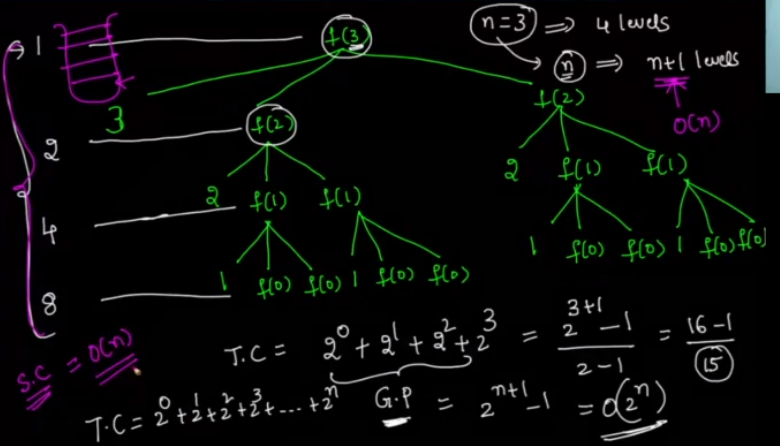 1 f(3) n=3 ⇒ 4 levels
n ⇒ n+1 levels
3 f(2) O(n)
2 f(2)
2 f(1) f(1) 2 f(1) f(1)
4
1 f(0) f(0) 1 f(0) f(0) 1 f(0) f(0) 1 f(0) f(0)
8
S.C = O(n)
T.C = 2^0 + 2^1 + 2^2 + 2^3 = (2^(3+1) - 1)/(2-1) = 16-1
15
T.C = 2^0 + 2^1 + 2^2 + 2^3 + .... + 2^n G.P = 2^(n+1) - 1 = O(2^n)